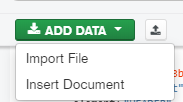 ADD DATA
Import File
Insert Document